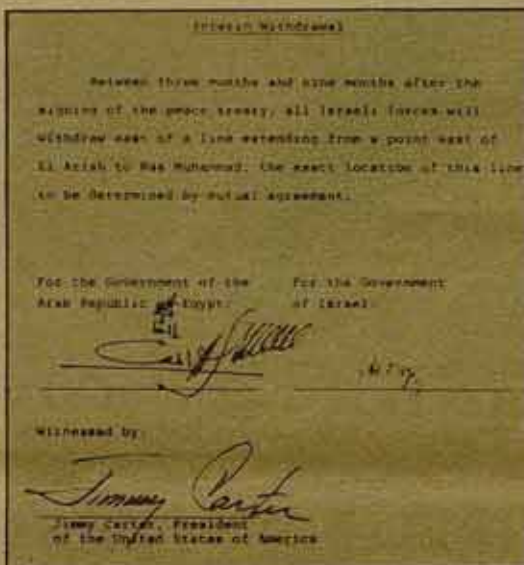 Interim Withdrawal
Between three months and nine months after the
signing of the peace treaty, all Israeli forces will
withdraw east of a line extending from a point east of
El Arish to Ras Muhammad, the exact location of this line
to be determined by mutual agreement.
For the Government of the
Arab Republic of Egypt:
For the Government
of Israel:
Witnessed by:
Jimmy Carter
Jimmy Carter, President
of the United States of America